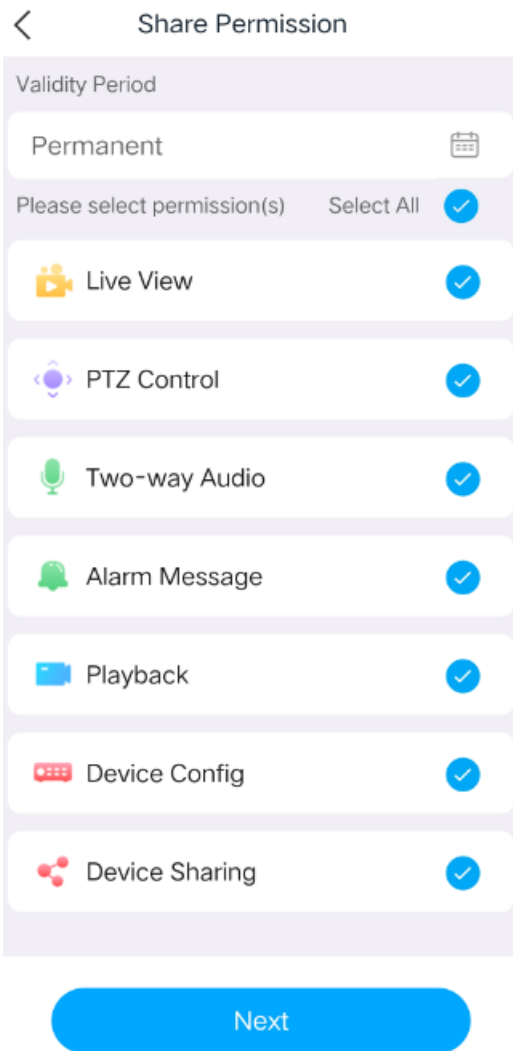 Share Permission
Validity Period
Permanent
Please select permission(s) Select All
Live View
PTZ Control
Two-way Audio
Alarm Message
Playback
Device Config
Device Sharing
Next